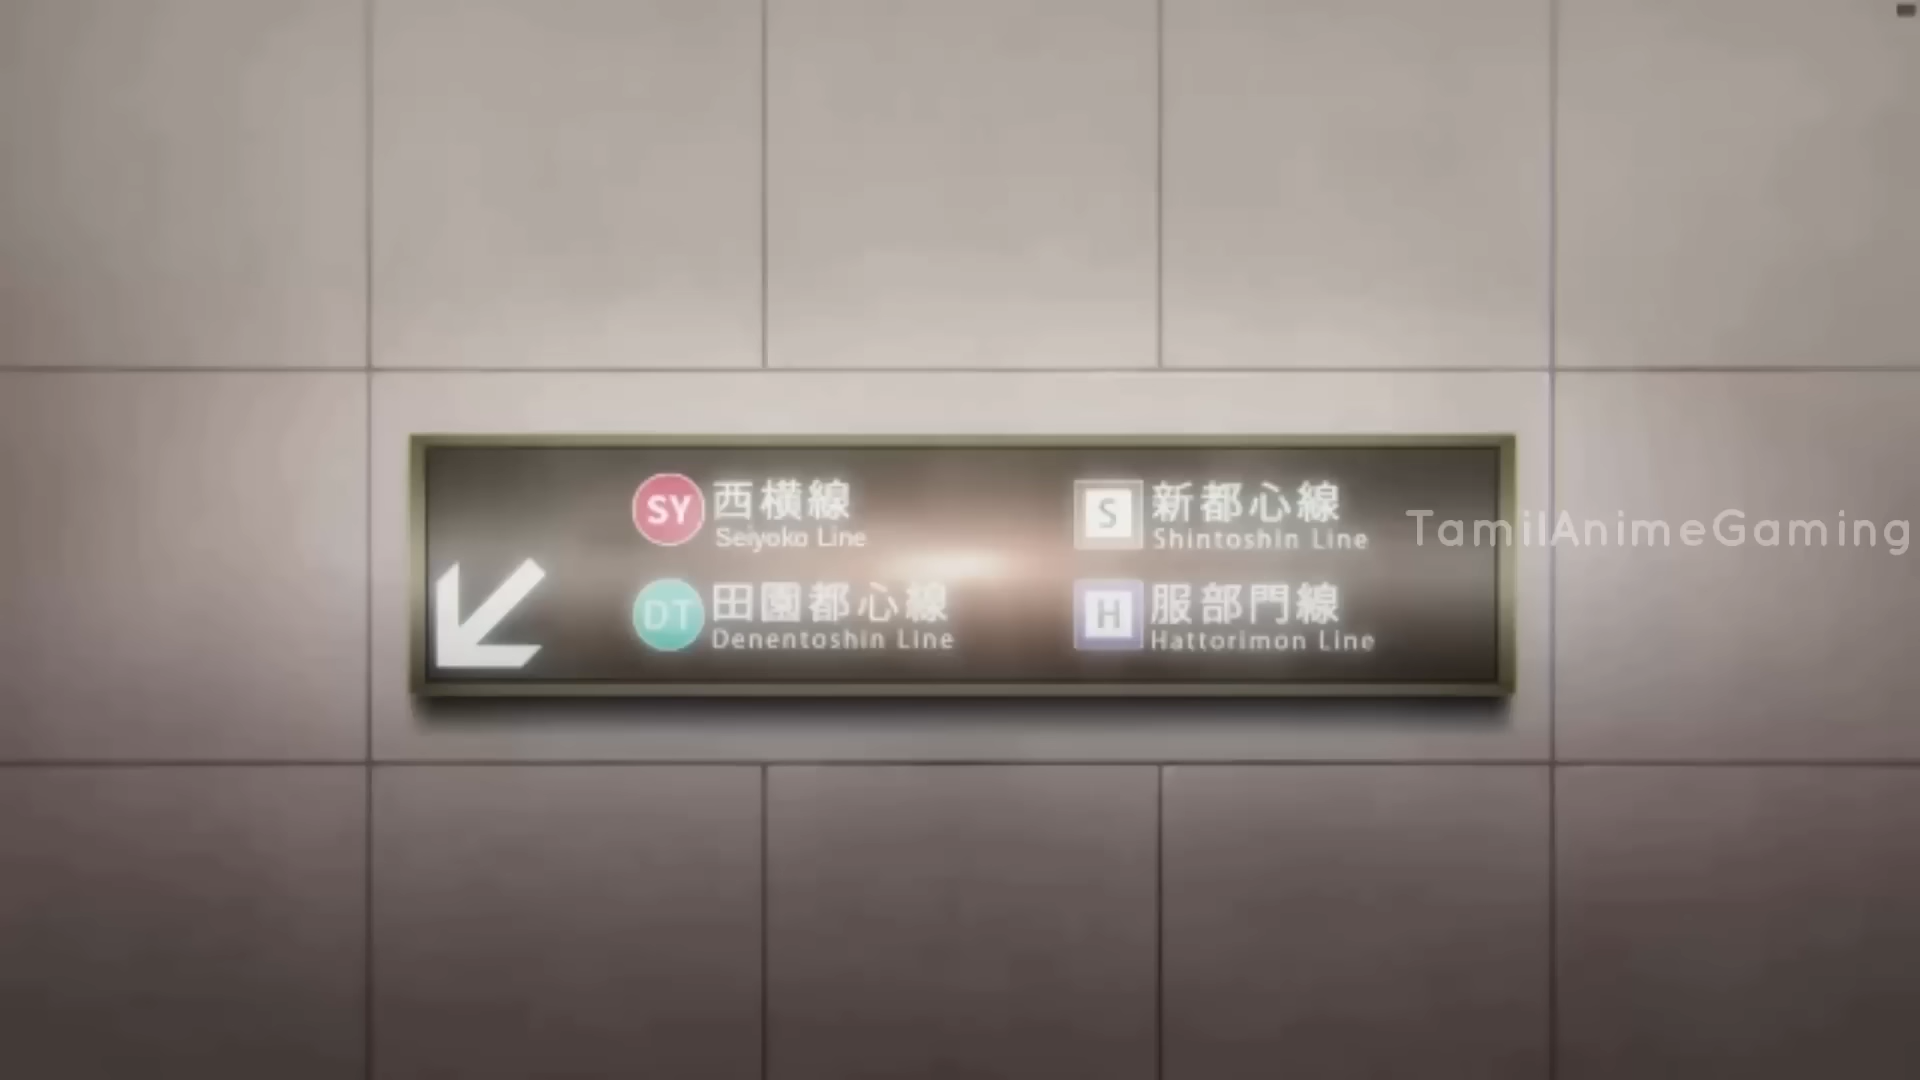 SY 西横線
Seiyoko Line
DT 田園都心線
Denentoshin Line
S 新都心線
Shintoshin Line
H 服部門線
Hattorimon Line
TamilAnimeGaming